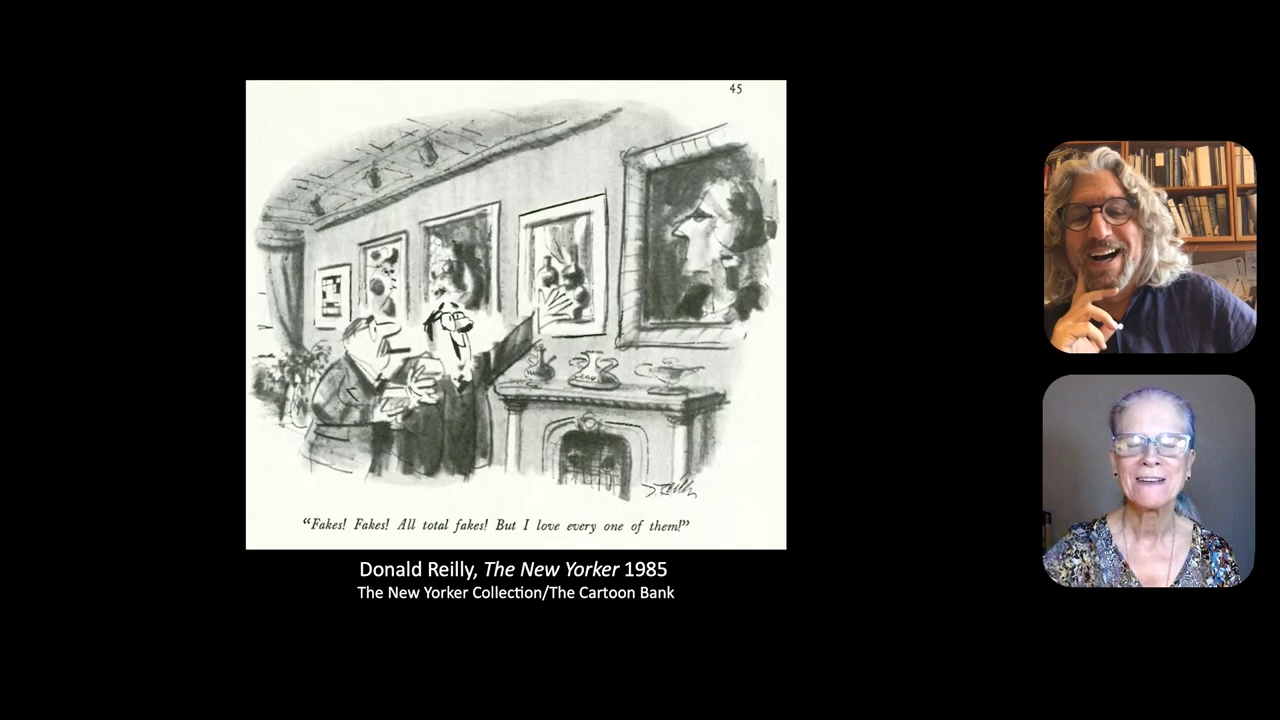 45
“Fakes! Fakes! All total fakes! But I love every one of them!”
Donald Reilly, The New Yorker 1985
The New Yorker Collection/The Cartoon Bank